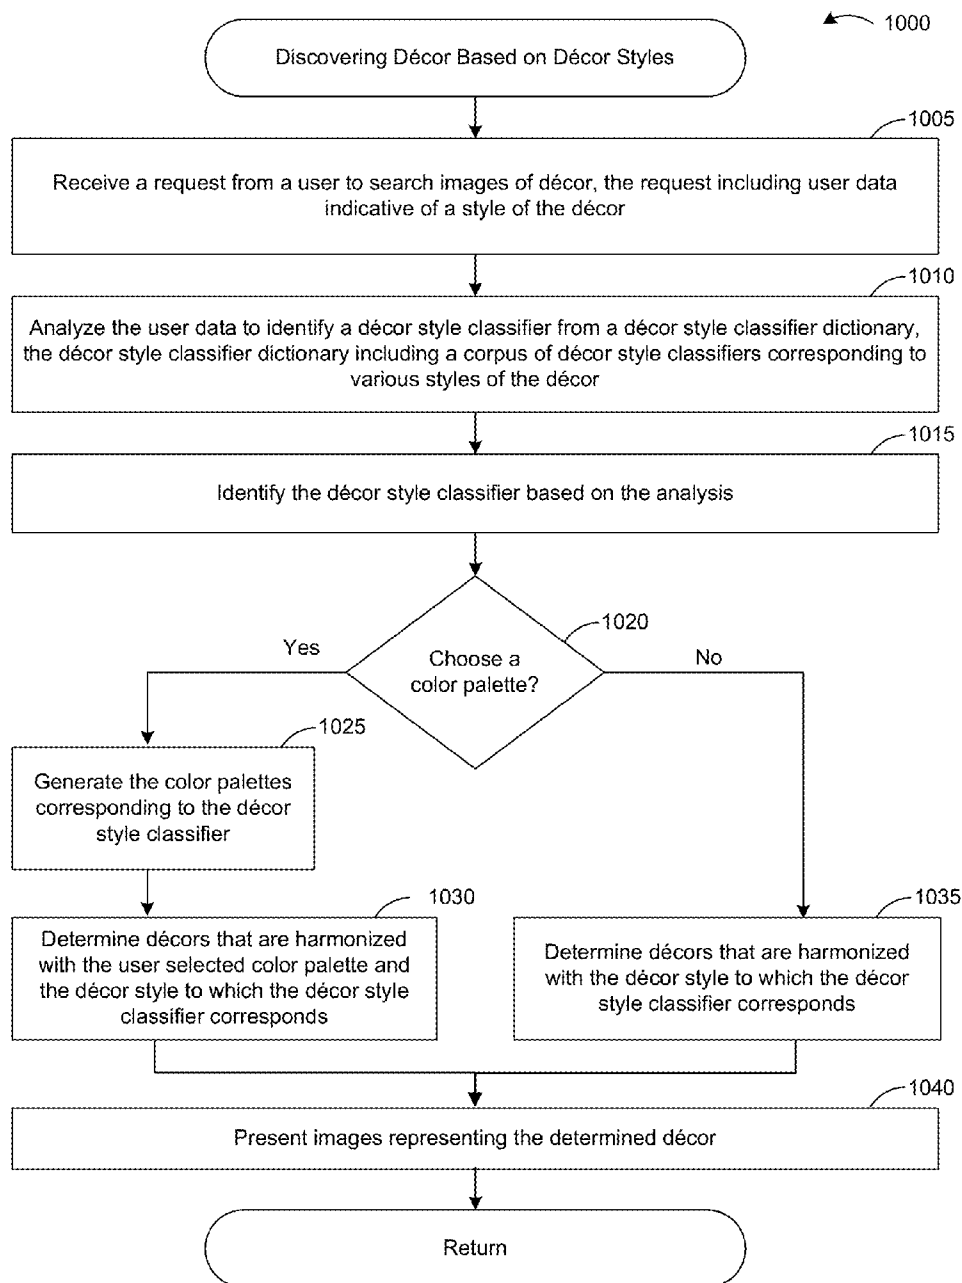 1000
Discovering Décor Based on Décor Styles
1005
Receive a request from a user to search images of décor, the request including user data
indicative of a style of the décor
1010
Analyze the user data to identify a décor style classifier from a décor style classifier dictionary,
the décor style classifier dictionary including a corpus of décor style classifiers corresponding to
various styles of the décor
1015
Identify the décor style classifier based on the analysis
1020
Choose a
color palette?
Yes
No
1025
Generate the color palettes
corresponding to the décor
style classifier
1030
Determine décors that are harmonized
with the user selected color palette and
the décor style to which the décor style
classifier corresponds
1035
Determine décors that are harmonized
with the décor style to which the décor
style classifier corresponds
1040
Present images representing the determined décor
Return